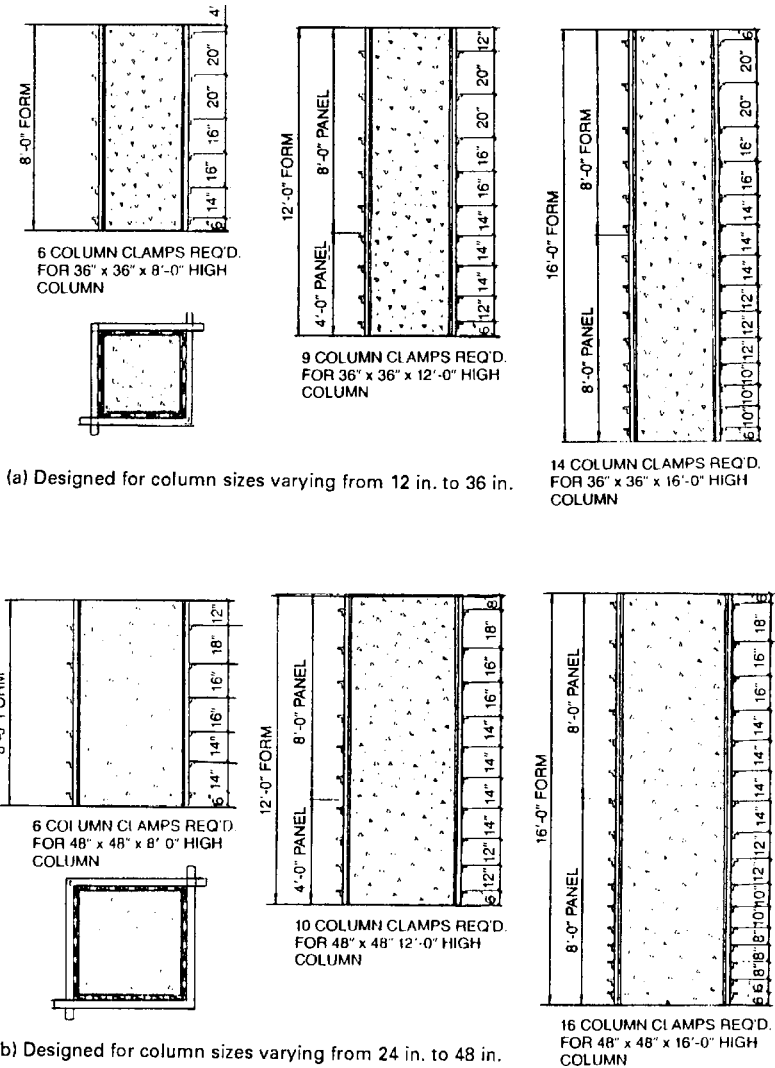 8'-0" FORM
4'
20"
20"
16"
16"
14"
6"
6 COLUMN CLAMPS REQ'D.
FOR 36" x 36" x 8'-0" HIGH
COLUMN
12'-0" FORM
8'-0" PANEL
4'-0" PANEL
12"
20"
20"
16"
16"
14"
14"
14"
12"
6"
9 COLUMN CLAMPS REQ'D.
FOR 36" x 36" x 12'-0" HIGH
COLUMN
16'-0" FORM
8'-0" PANEL
8'-0" PANEL
6
20"
20"
16"
16"
14"
14"
14"
12"
12"
12"
10"
10"
10"
6
14 COLUMN CLAMPS REQ'D.
FOR 36" x 36" x 16'-0" HIGH
COLUMN
(a) Designed for column sizes varying from 12 in. to 36 in.
FORM
12"
18"
16"
16"
14"
14"
6"
6 COLUMN CLAMPS REQ'D.
FOR 48" x 48" x 8' 0" HIGH
COLUMN
12'-0" FORM
8'-0" PANEL
4'-0" PANEL
8
18"
16"
16"
14"
14"
14"
14"
12"
12"
6
10 COLUMN CLAMPS REQ'D.
FOR 48" x 48" 12'-0" HIGH
COLUMN
16'-0" FORM
8'-0" PANEL
8'-0" PANEL
6
18"
16"
16"
14"
14"
14"
14"
12"
12
10"
10"
8"
8"
8"
6
6
16 COLUMN CLAMPS REQ'D.
FOR 48" x 48" x 16'-0" HIGH
COLUMN
b) Designed for column sizes varying from 24 in. to 48 in.